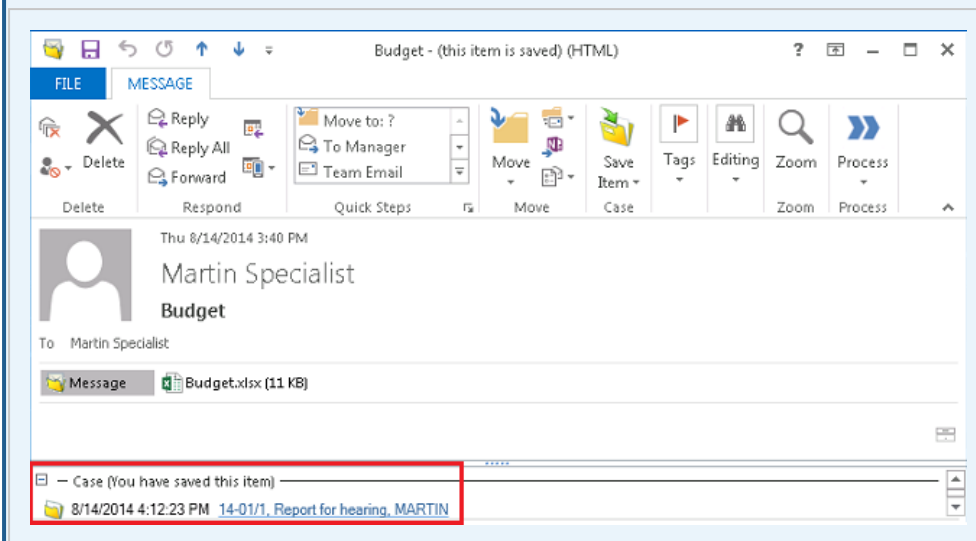 Budget - (this item is saved) (HTML)
?
FILE MESSAGE
Delete
Reply
Reply All
Forward
Move to: ?
To Manager
Team Email
Move
Save Item
Tags
Editing
Zoom
Process
Delete Respond Quick Steps Move Case Zoom Process
Thu 8/14/2014 3:40 PM
Martin Specialist
Budget
To Martin Specialist
Message Budget.xlsx (11 KB)
Case (You have saved this item)
8/14/2014 4:12:23 PM 14-01/1, Report for hearing, MARTIN